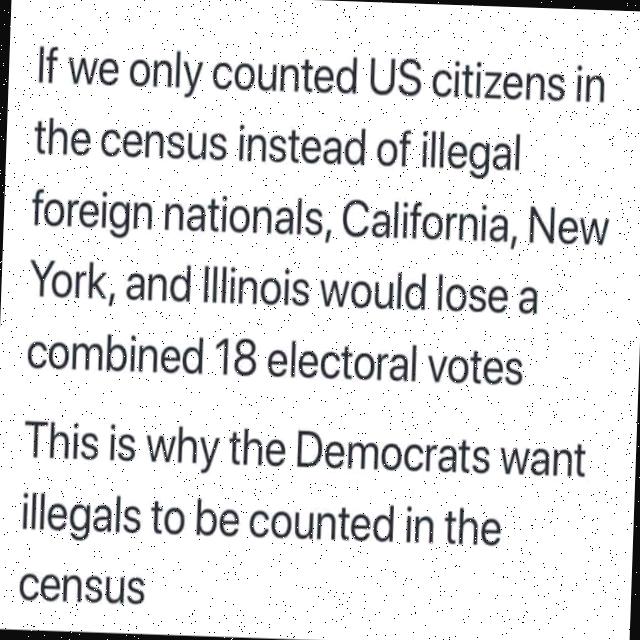 If we only counted US citizens in
the census instead of illegal
foreign nationals, California, New
York, and Illinois would lose a
combined 18 electoral votes
This is why the Democrats want
illegals to be counted in the
census